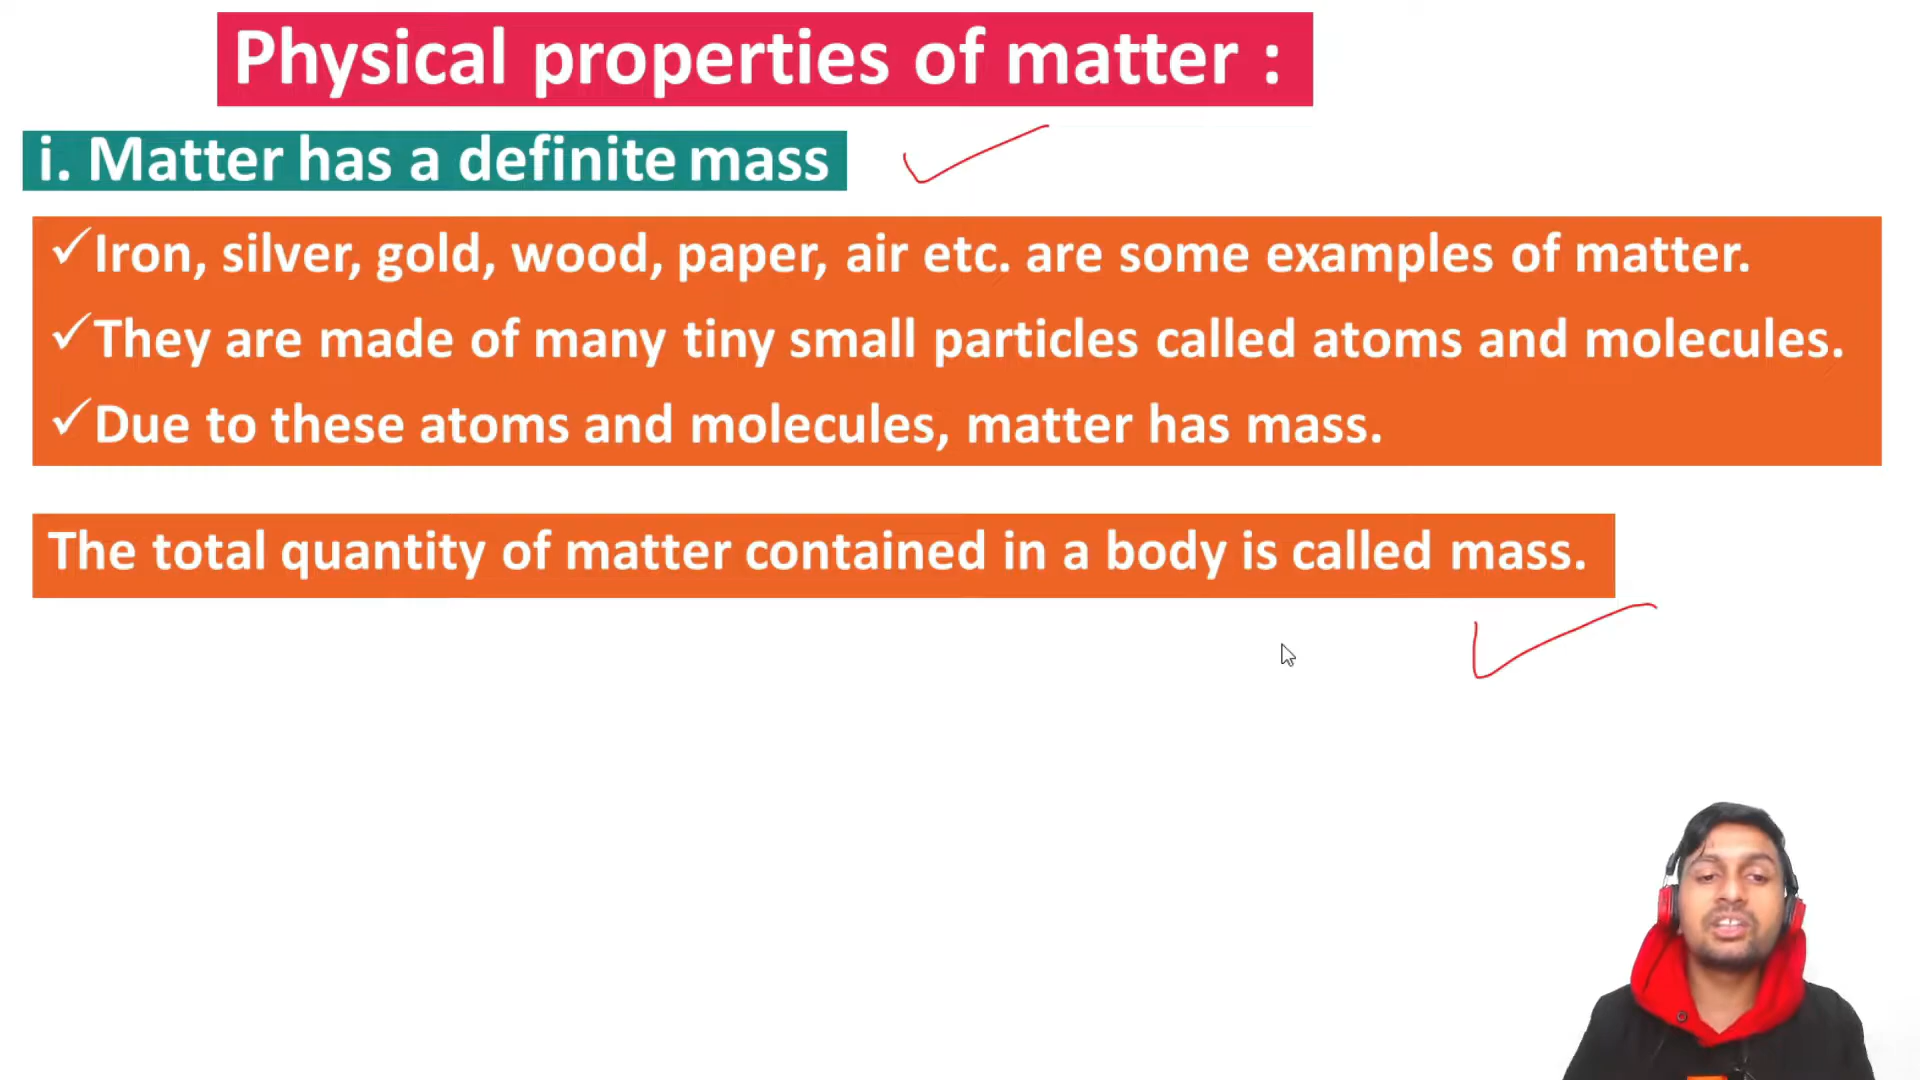 Physical properties of matter :
i. Matter has a definite mass
✓Iron, silver, gold, wood, paper, air etc. are some examples of matter.
✓They are made of many tiny small particles called atoms and molecules.
✓Due to these atoms and molecules, matter has mass.
The total quantity of matter contained in a body is called mass.